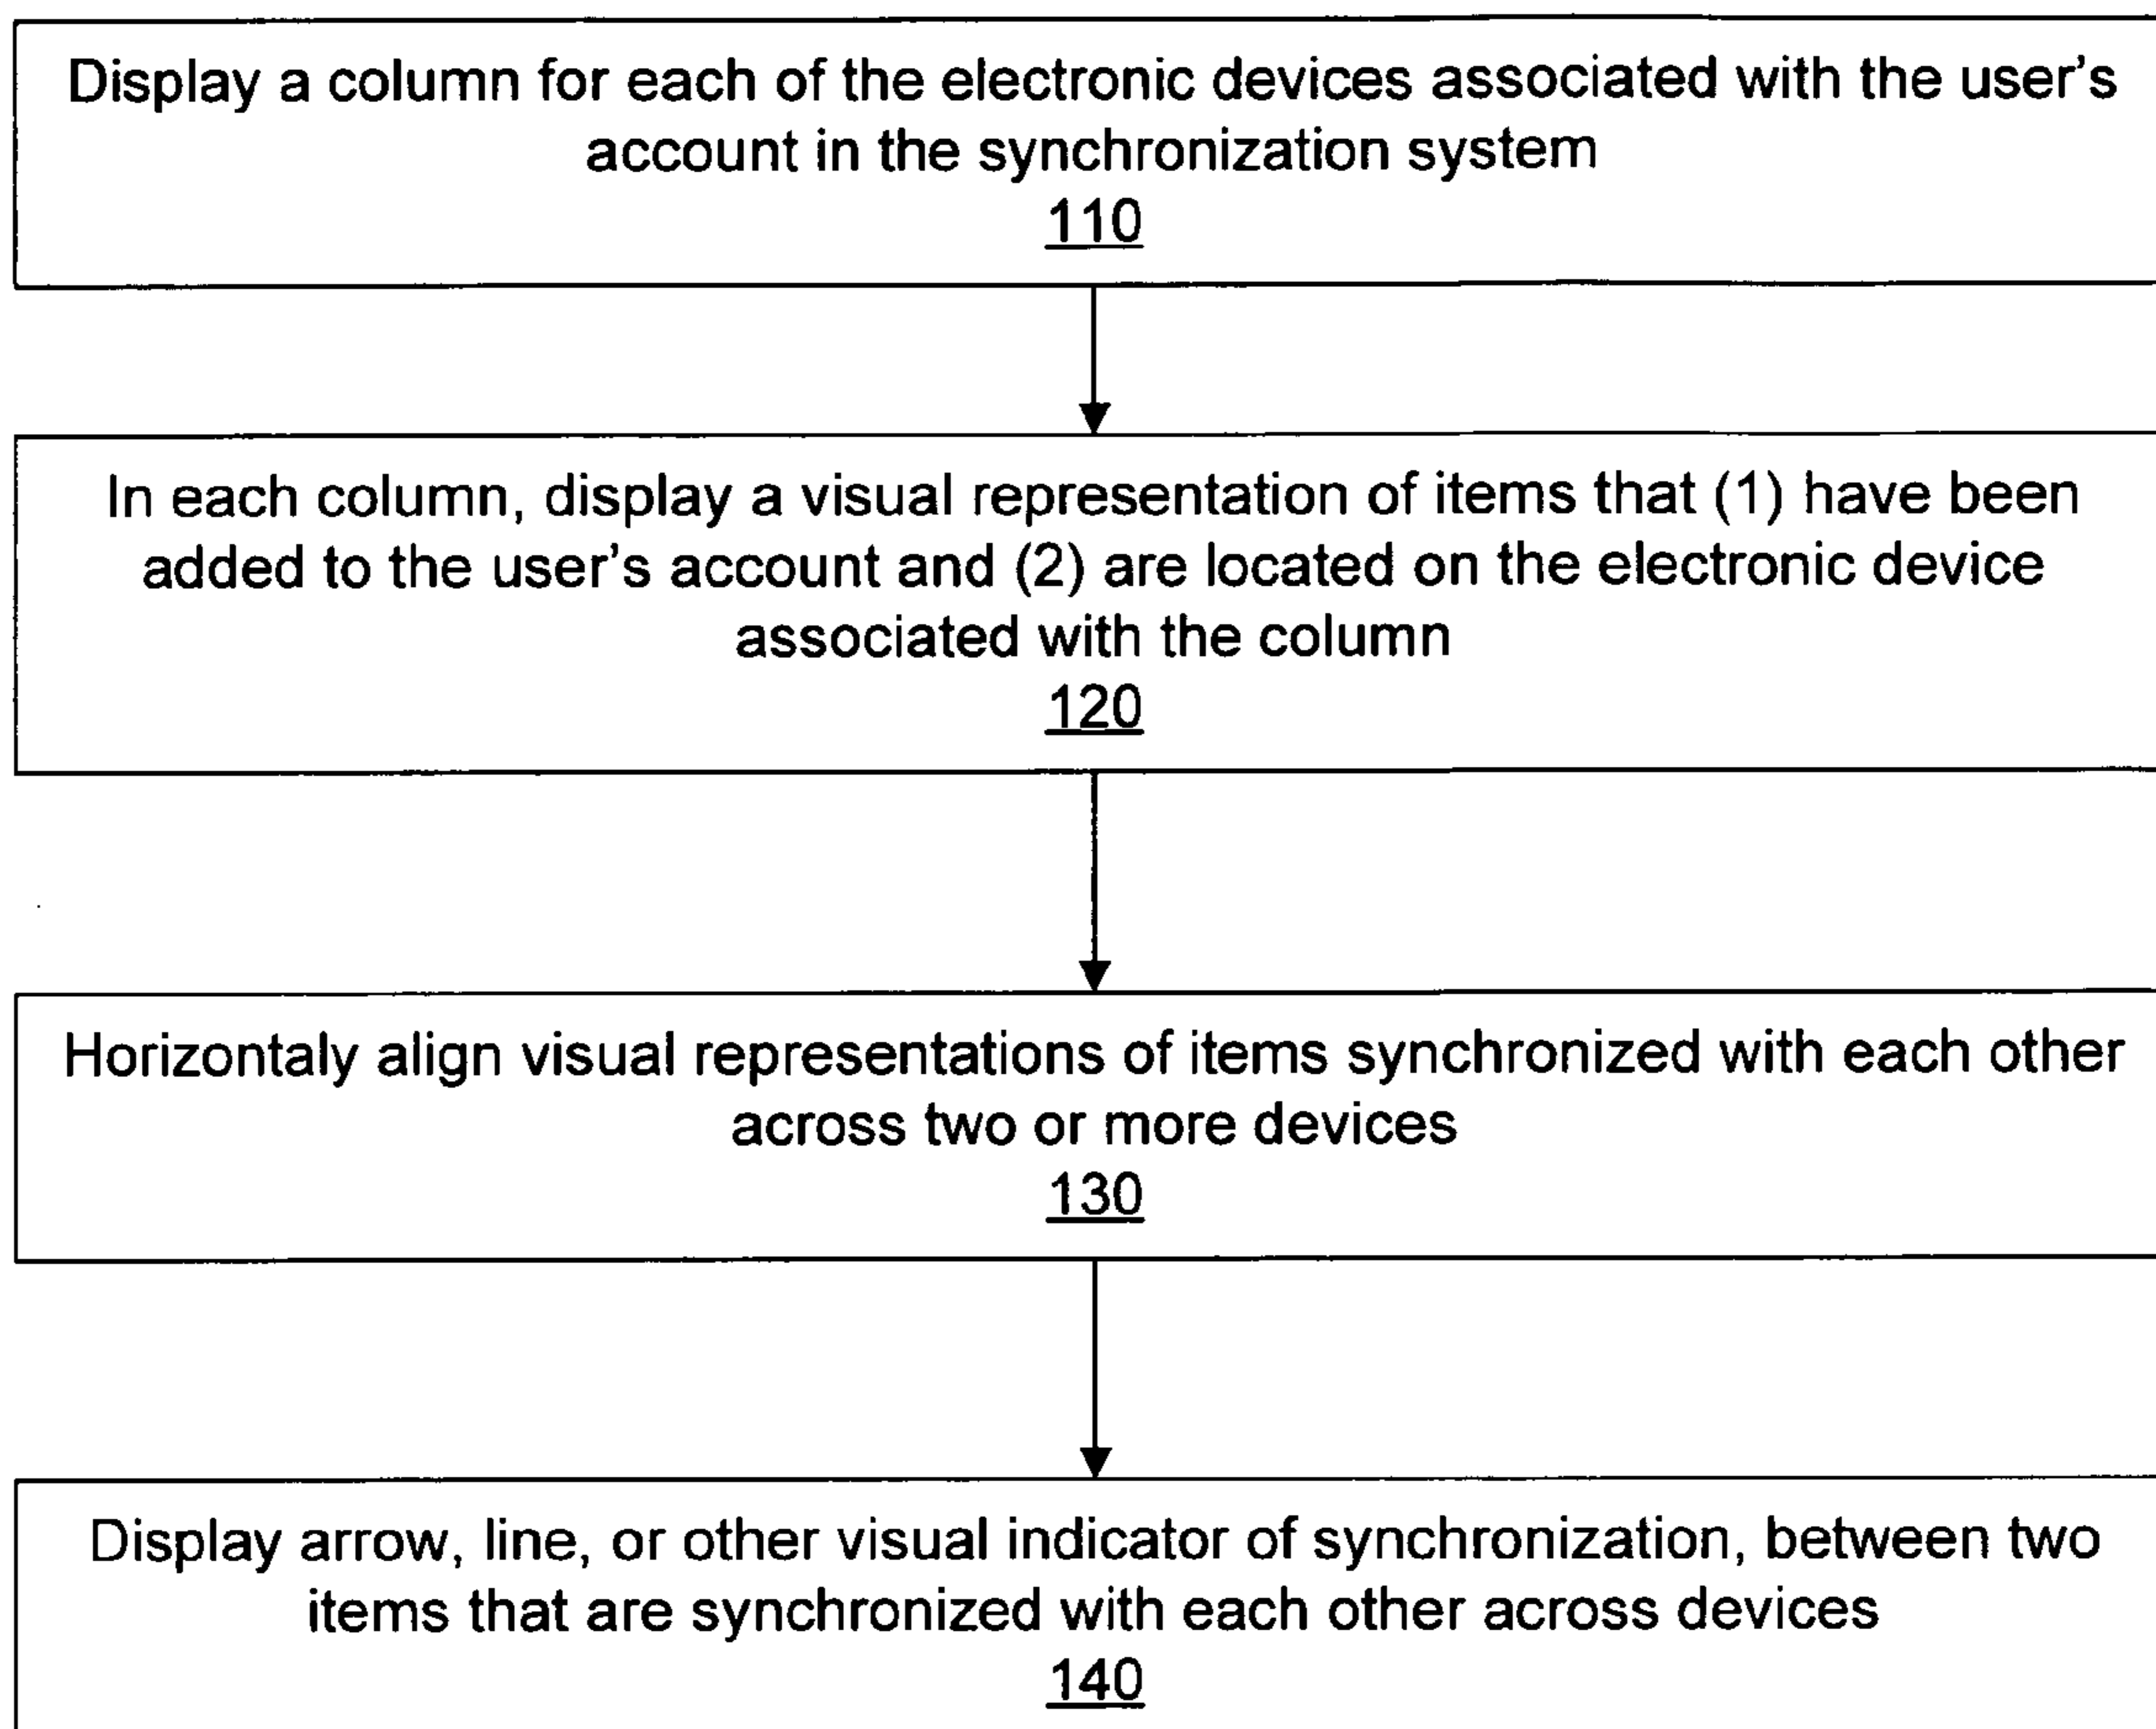 Display a column for each of the electronic devices associated with the user's
account in the synchronization system
110
In each column, display a visual representation of items that (1) have been
added to the user's account and (2) are located on the electronic device
associated with the column
120
Horizontaly align visual representations of items synchronized with each other
across two or more devices
130
Display arrow, line, or other visual indicator of synchronization, between two
items that are synchronized with each other across devices
140